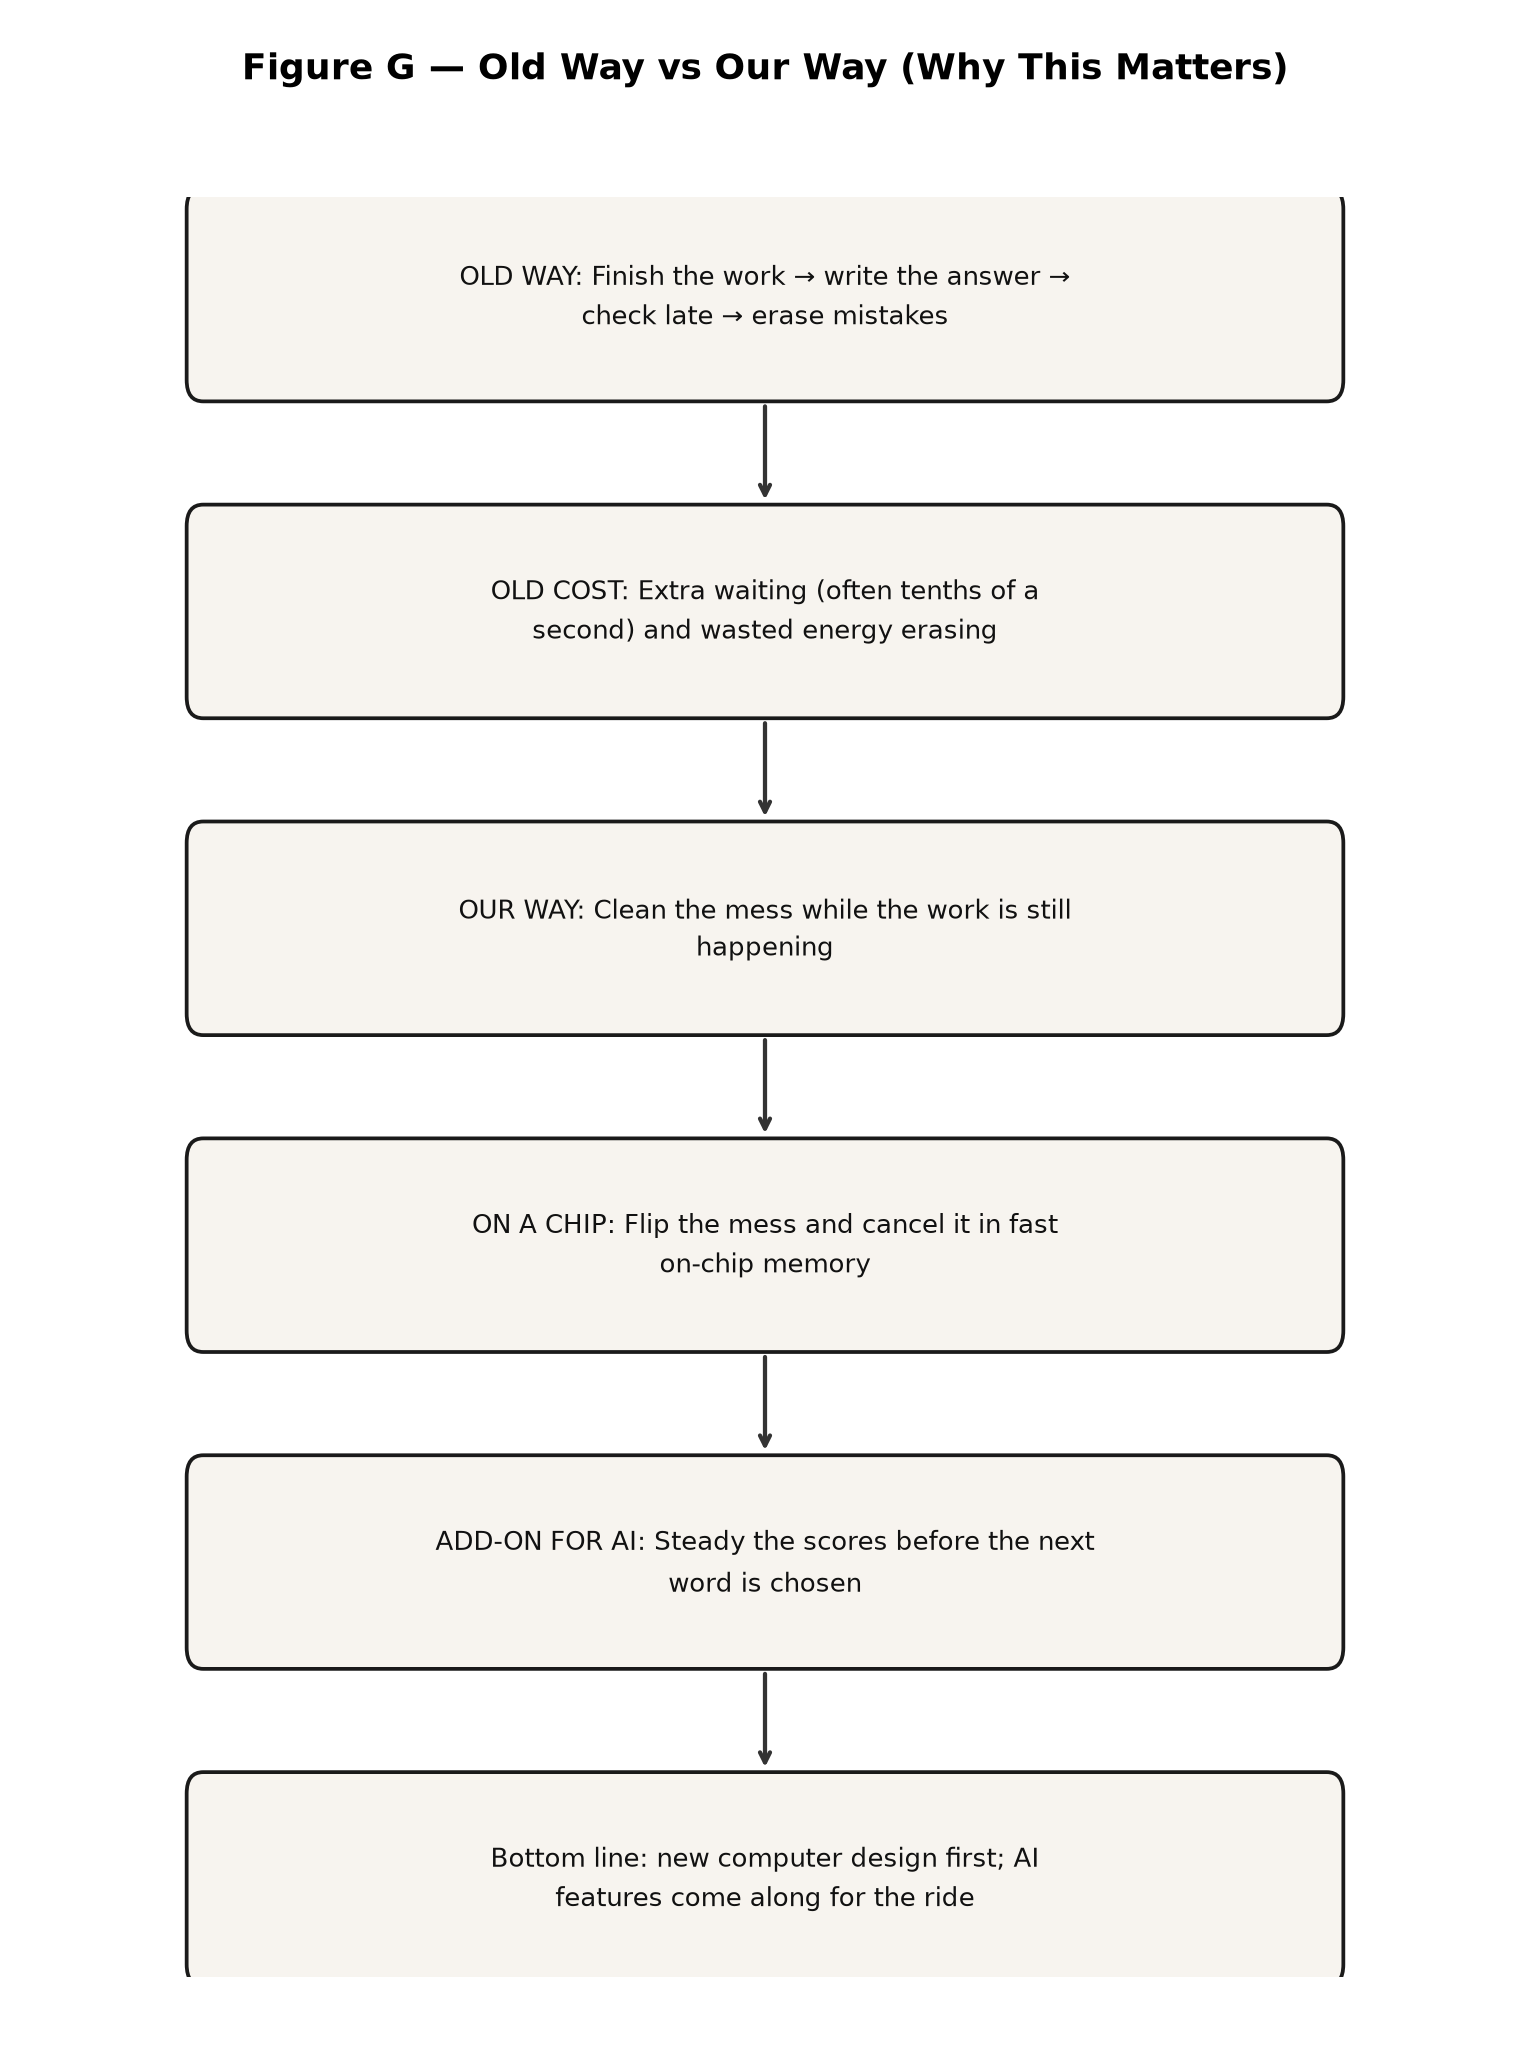 Figure G — Old Way vs Our Way (Why This Matters)
OLD WAY: Finish the work → write the answer →
check late → erase mistakes
OLD COST: Extra waiting (often tenths of a
second) and wasted energy erasing
OUR WAY: Clean the mess while the work is still
happening
ON A CHIP: Flip the mess and cancel it in fast
on-chip memory
ADD-ON FOR AI: Steady the scores before the next
word is chosen
Bottom line: new computer design first; AI
features come along for the ride